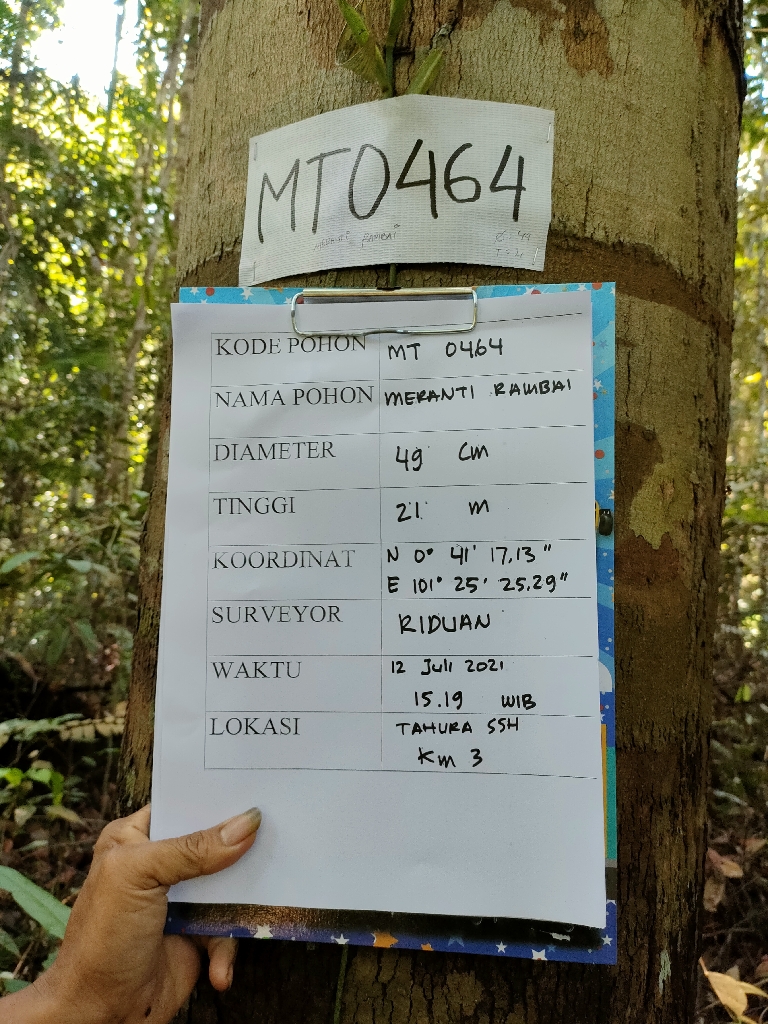 MT0464
MERANTI RAMBAI
KODE POHON MT 0464
NAMA POHON MERANTI RAMBAI
DIAMETER 49 Cm
TINGGI 21 m
KOORDINAT N 0° 41' 17,13"
E 101° 25' 25,29"
SURVEYOR RIDUAN
WAKTU 12 Juli 2021
15.19 WIB
LOKASI TAHURA SSH
Km 3